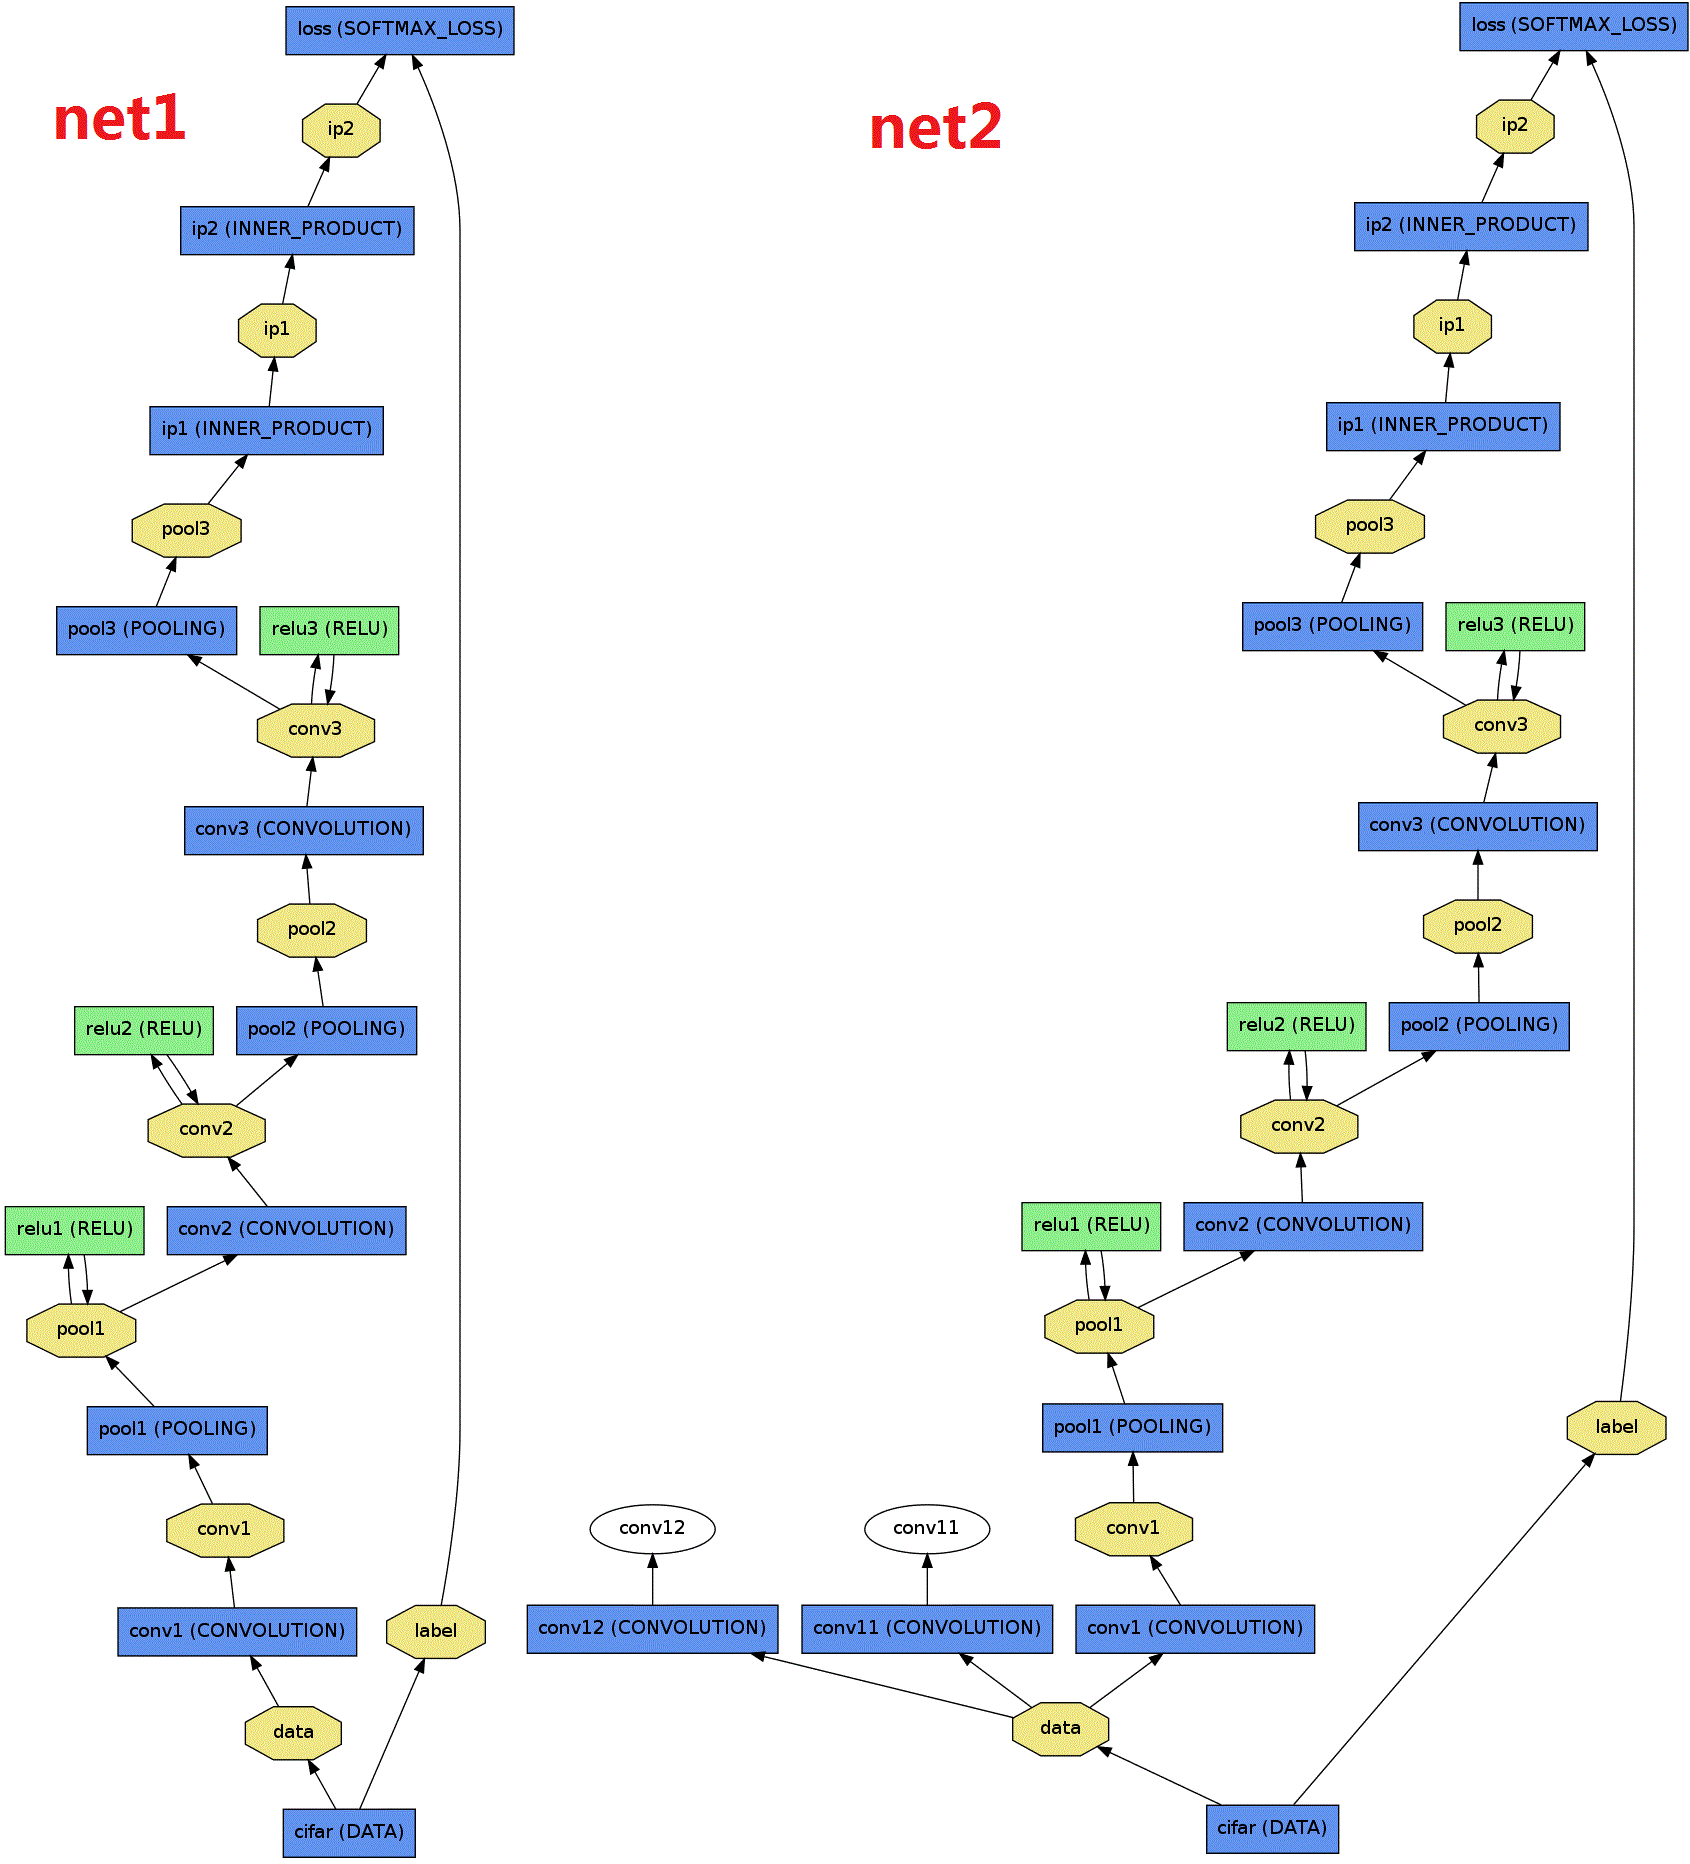 net1
loss (SOFTMAX_LOSS)
ip2
ip2 (INNER_PRODUCT)
ip1
ip1 (INNER_PRODUCT)
pool3
pool3 (POOLING)
relu3 (RELU)
conv3
conv3 (CONVOLUTION)
pool2
relu2 (RELU)
pool2 (POOLING)
conv2
relu1 (RELU)
conv2 (CONVOLUTION)
pool1
pool1 (POOLING)
conv1
conv1 (CONVOLUTION)
label
data
cifar (DATA)
net2
loss (SOFTMAX_LOSS)
ip2
ip2 (INNER_PRODUCT)
ip1
ip1 (INNER_PRODUCT)
pool3
pool3 (POOLING)
relu3 (RELU)
conv3
conv3 (CONVOLUTION)
pool2
relu2 (RELU)
pool2 (POOLING)
conv2
relu1 (RELU)
conv2 (CONVOLUTION)
pool1
pool1 (POOLING)
label
conv12
conv11
conv1
conv12 (CONVOLUTION)
conv11 (CONVOLUTION)
conv1 (CONVOLUTION)
data
cifar (DATA)